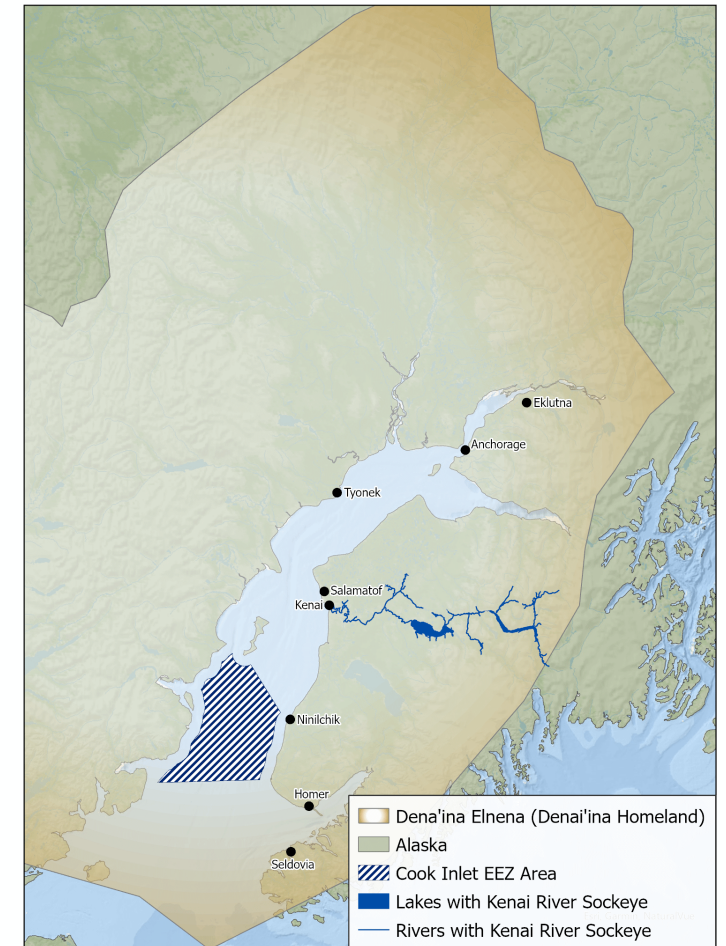 Eklutna
Anchorage
Tyonek
Salamatof
Kenai
Ninilchik
Homer
Seldovia
Dena'ina Elnena (Denai'ina Homeland)
Alaska
Cook Inlet EEZ Area
Lakes with Kenai River Sockeye
Rivers with Kenai River Sockeye